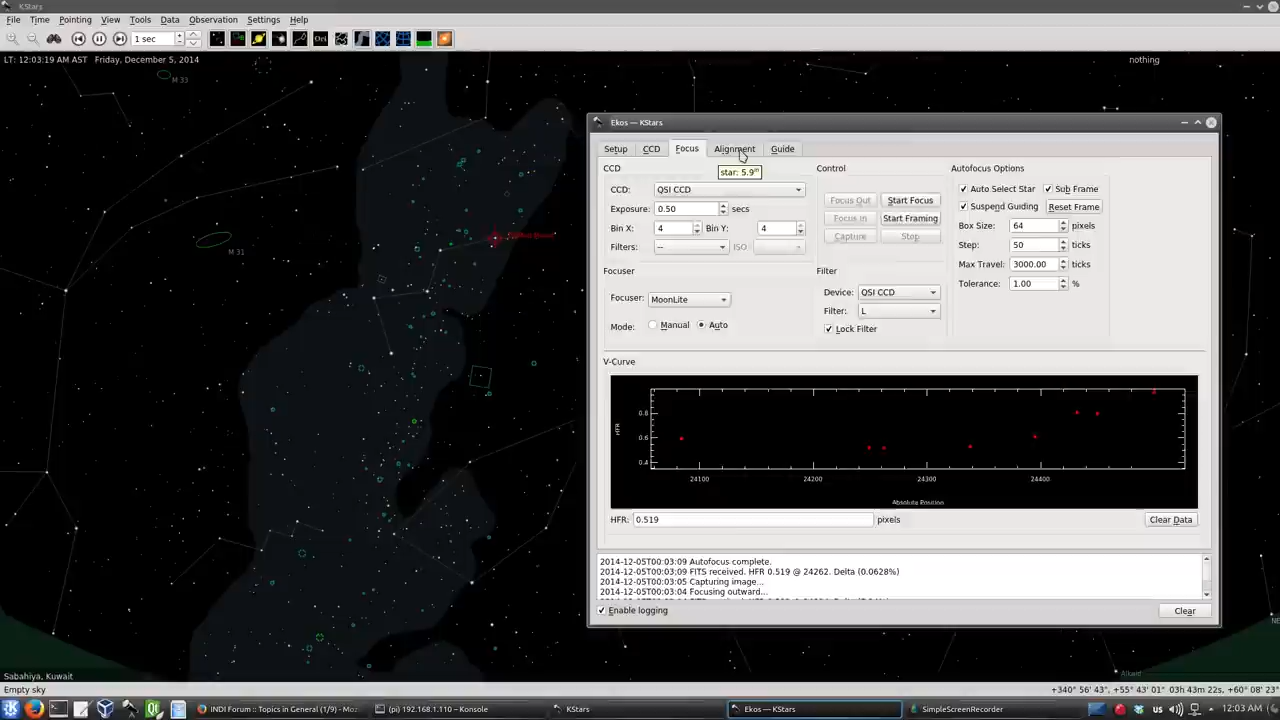 KStars
File Time Pointing View Tools Data Observation Settings Help
1 sec
LT: 12:03:19 AM AST Friday, December 5, 2014
nothing
M 33
M 31
Ekos — KStars
Setup CCD Focus Alignment Guide
star: 5.9m
CCD
CCD: QSI CCD
Exposure: 0.50 secs
Bin X: 4 Bin Y: 4
Filters: -- ISO:
Focuser
Focuser: MoonLite
Mode: Manual Auto
Control
Focus Out Start Focus
Focus In Start Framing
Capture Stop
Filter
Device: QSI CCD
Filter: L
Lock Filter
Autofocus Options
Auto Select Star Sub Frame
Suspend Guiding Reset Frame
Box Size: 64 pixels
Step: 50 ticks
Max Travel: 3000.00 ticks
Tolerance: 1.00 %
V-Curve
HFR
0.8
0.6
0.4
24100 24200 24300 24400
Absolute Position
HFR: 0.519 pixels Clear Data
2014-12-05T00:03:09 Autofocus complete.
2014-12-05T00:03:09 FITS received. HFR 0.519 @ 24262. Delta (0.0628%)
2014-12-05T00:03:05 Capturing image...
2014-12-05T00:03:04 Focusing outward...
Enable logging Clear
NE
Alkaid
Sabahiya, Kuwait
Empty sky
+340° 56' 43", +55° 43' 01" 03h 43m 22s, +60° 08' 23"
INDI Forum :: Topics in General (1/9) - Moz (pi) 192.168.1.110 — Konsole KStars Ekos — KStars SimpleScreenRecorder us 12:03 AM